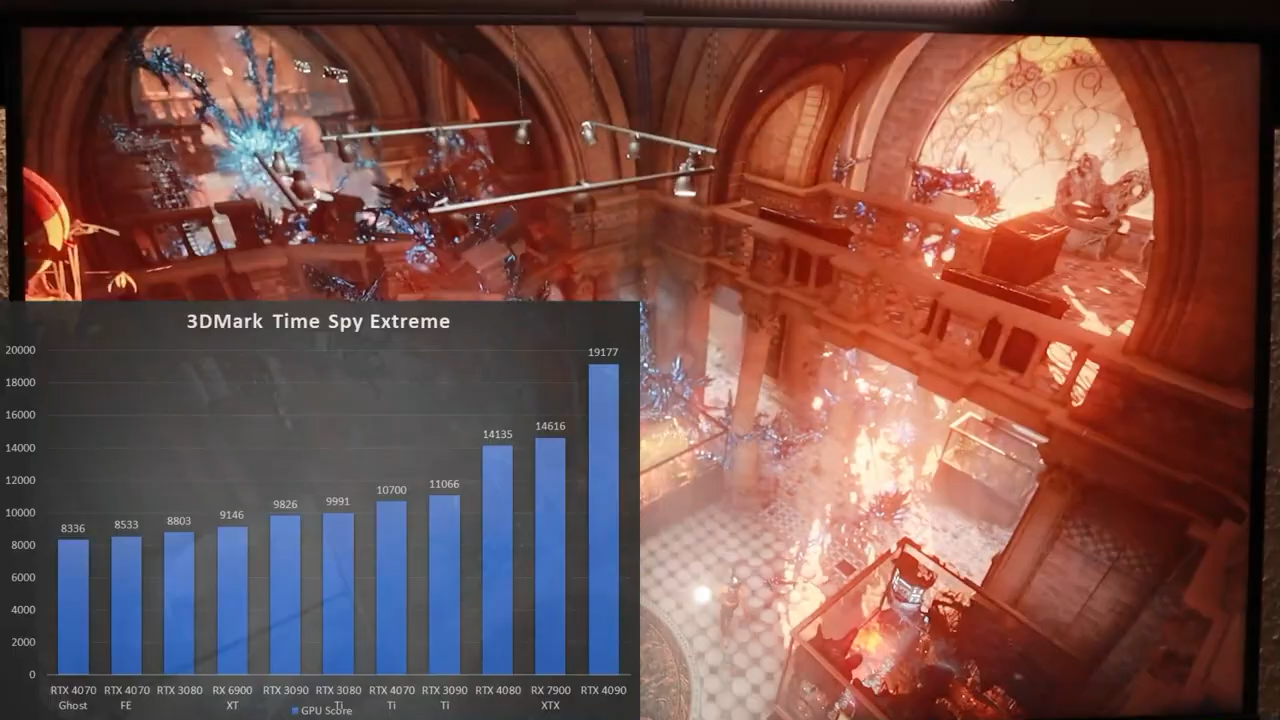 3DMark Time Spy Extreme
20000
18000
16000
14000
12000
10000
8000
6000
4000
2000
0
8336
8533
8803
9146
9826
9991
10700
11066
14135
14616
19177
RTX 4070
Ghost
RTX 4070
FE
RTX 3080
RX 6900
XT
RTX 3090
RTX 3080
Ti
RTX 4070
Ti
RTX 3090
Ti
RTX 4080
RX 7900
XTX
RTX 4090
GPU Score